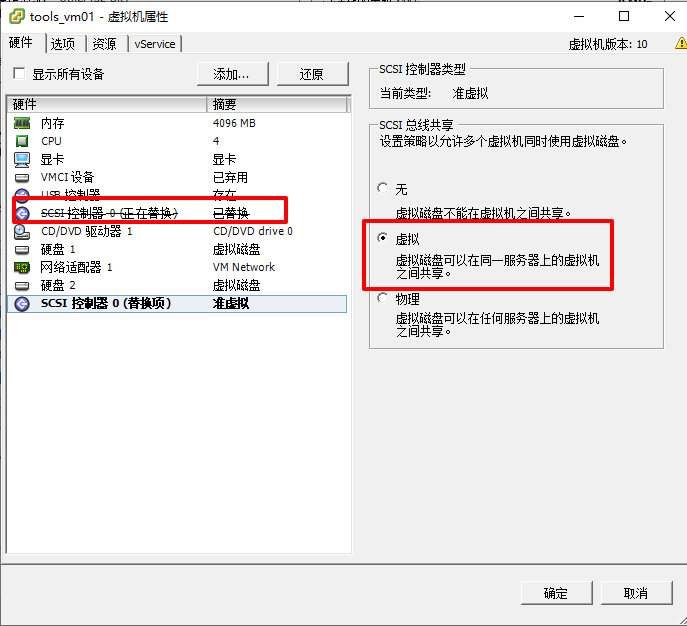 tools_vm01 - 虚拟机属性
硬件 选项 资源 vService 虚拟机版本: 10
显示所有设备 添加... 还原
硬件 摘要
内存 4096 MB
CPU 4
显卡 显卡
VMCI 设备 已弃用
USB 控制器 存在
SCSI 控制器 0 (正在替换) 已替换
CD/DVD 驱动器 1 CD/DVD drive 0
硬盘 1 虚拟磁盘
网络适配器 1 VM Network
硬盘 2 虚拟磁盘
SCSI 控制器 0 (替换项) 准虚拟
SCSI 控制器类型
当前类型: 准虚拟
SCSI 总线共享
设置策略以允许多个虚拟机同时使用虚拟磁盘。
无
虚拟磁盘不能在虚拟机之间共享。
虚拟
虚拟磁盘可以在同一服务器上的虚拟机
之间共享。
物理
虚拟磁盘可以在任何服务器上的虚拟机
之间共享。
确定 取消